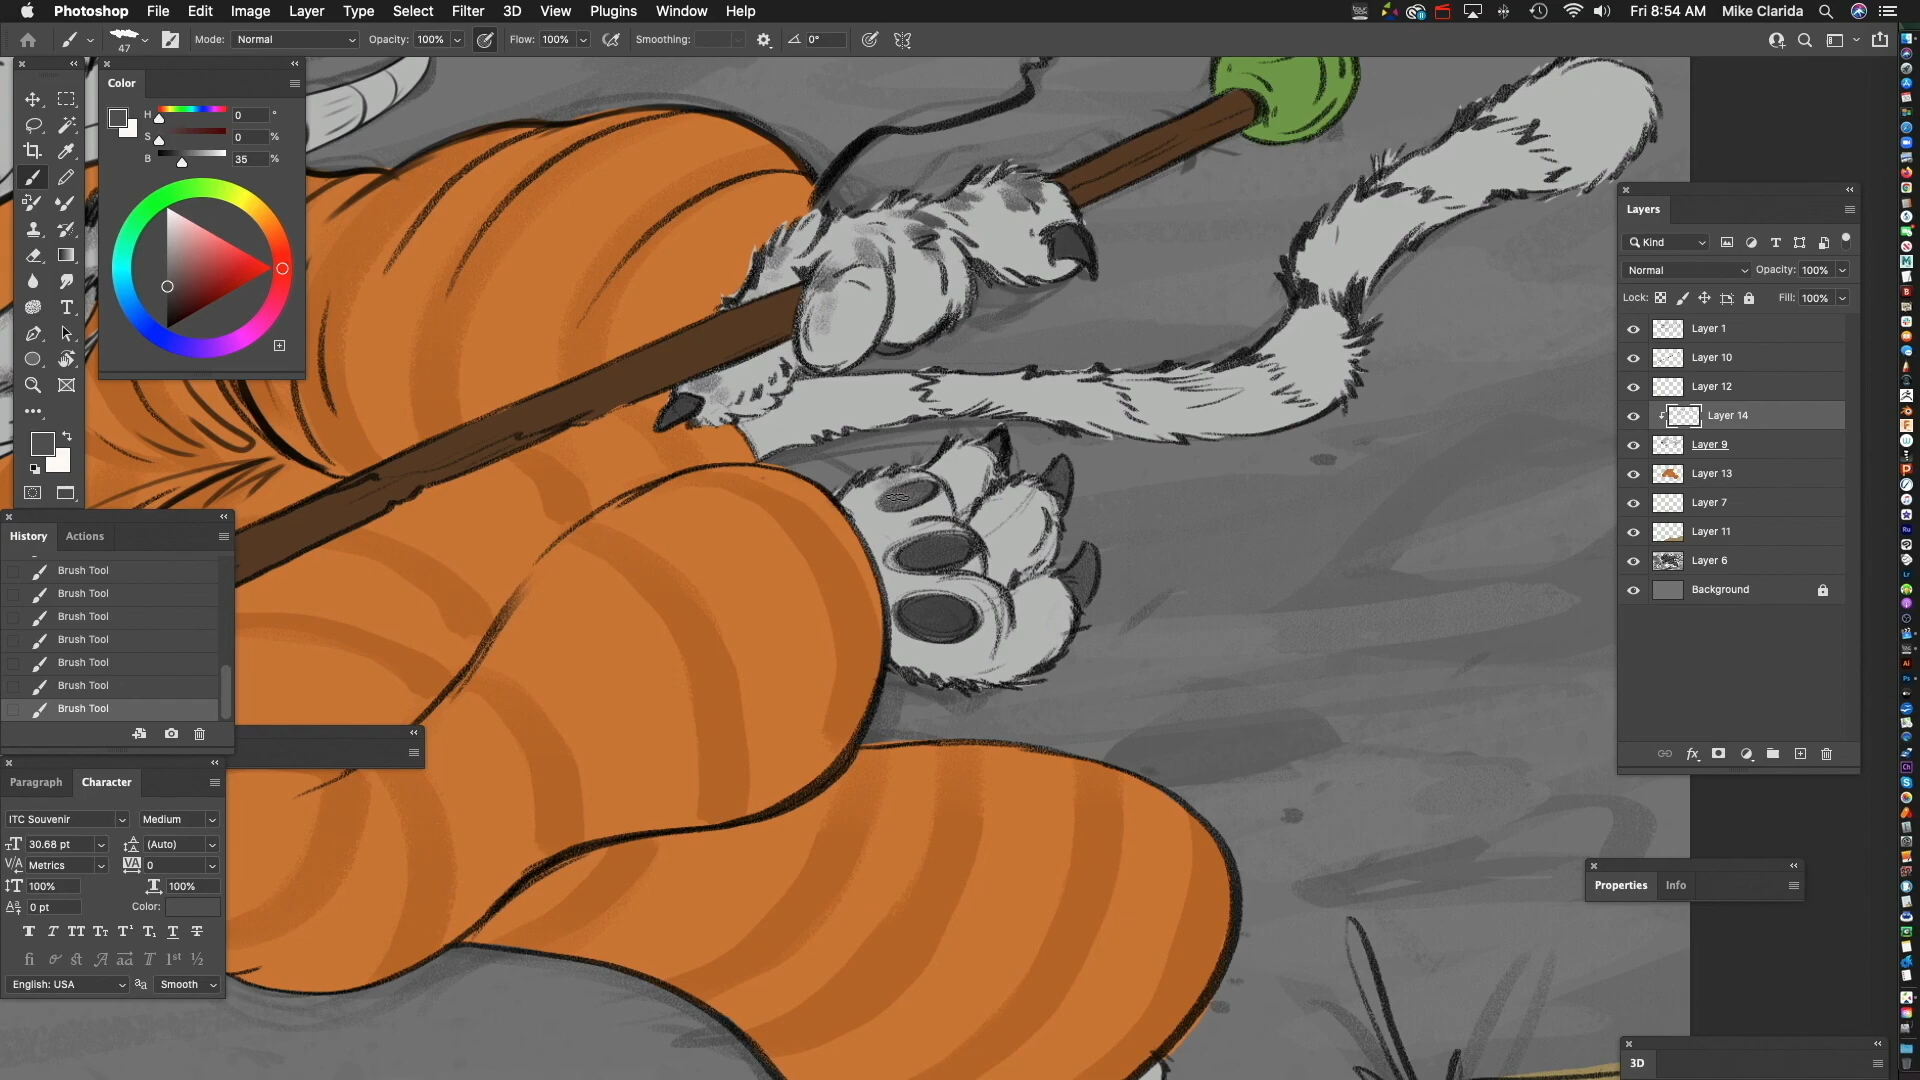 Photoshop File Edit Image Layer Type Select Filter 3D View Plugins Window Help
Fri 8:54 AM Mike Clarida
47 Mode: Normal Opacity: 100% Flow: 100% Smoothing: 0°
Color
H 0 °
S 0 %
B 35 %
Layers
Kind
Normal Opacity: 100%
Lock: Fill: 100%
Layer 1
Layer 10
Layer 12
Layer 14
Layer 9
Layer 13
Layer 7
Layer 11
Layer 6
Background
History Actions
Brush Tool
Brush Tool
Brush Tool
Brush Tool
Brush Tool
Brush Tool
Brush Tool
Paragraph Character
ITC Souvenir Medium
30.68 pt (Auto)
Metrics 0
100% 100%
0 pt Color:
English: USA Smooth
Properties Info
3D